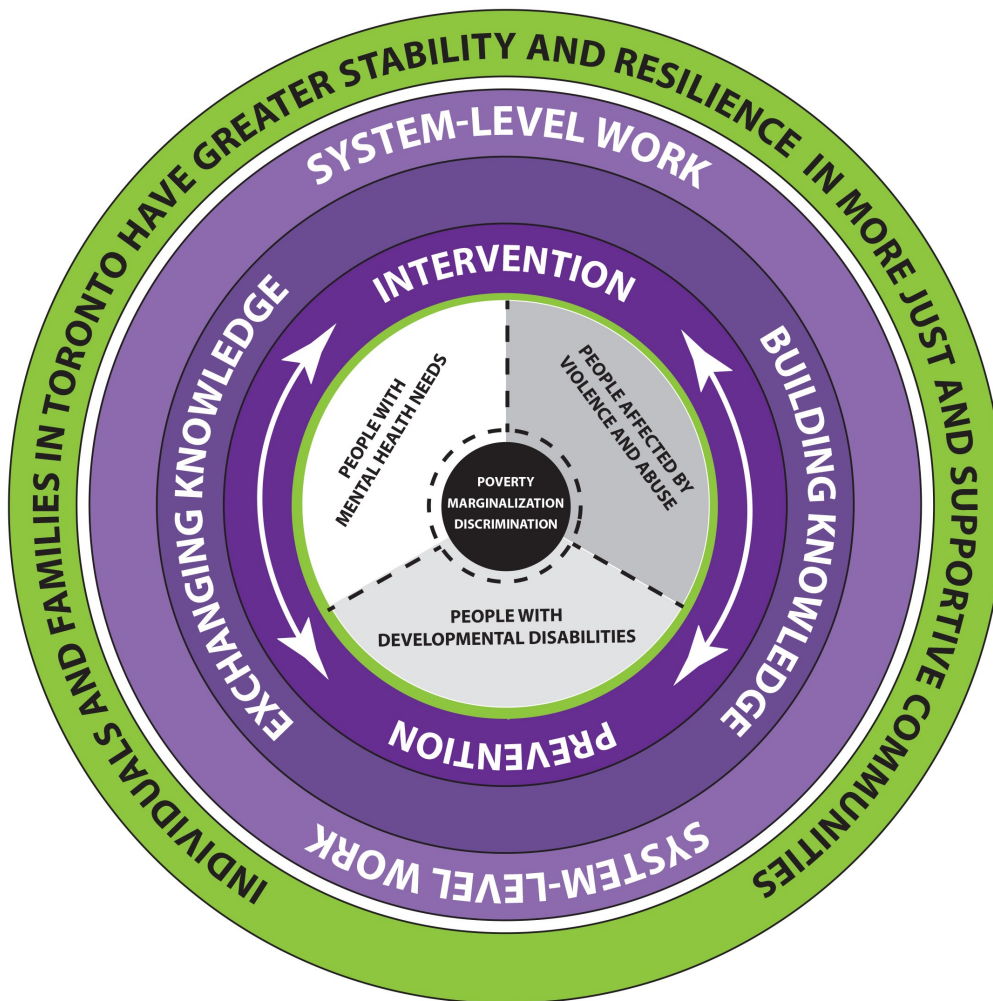 INDIVIDUALS AND FAMILIES IN TORONTO HAVE GREATER STABILITY AND RESILIENCE IN MORE JUST AND SUPPORTIVE COMMUNITIES
SYSTEM-LEVEL WORK
EXCHANGING KNOWLEDGE
BUILDING KNOWLEDGE
INTERVENTION
PEOPLE WITH
MENTAL HEALTH NEEDS
PEOPLE AFFECTED BY
VIOLENCE AND ABUSE
POVERTY
MARGINALIZATION
DISCRIMINATION
PEOPLE WITH
DEVELOPMENTAL DISABILITIES
PREVENTION
SYSTEM-LEVEL WORK